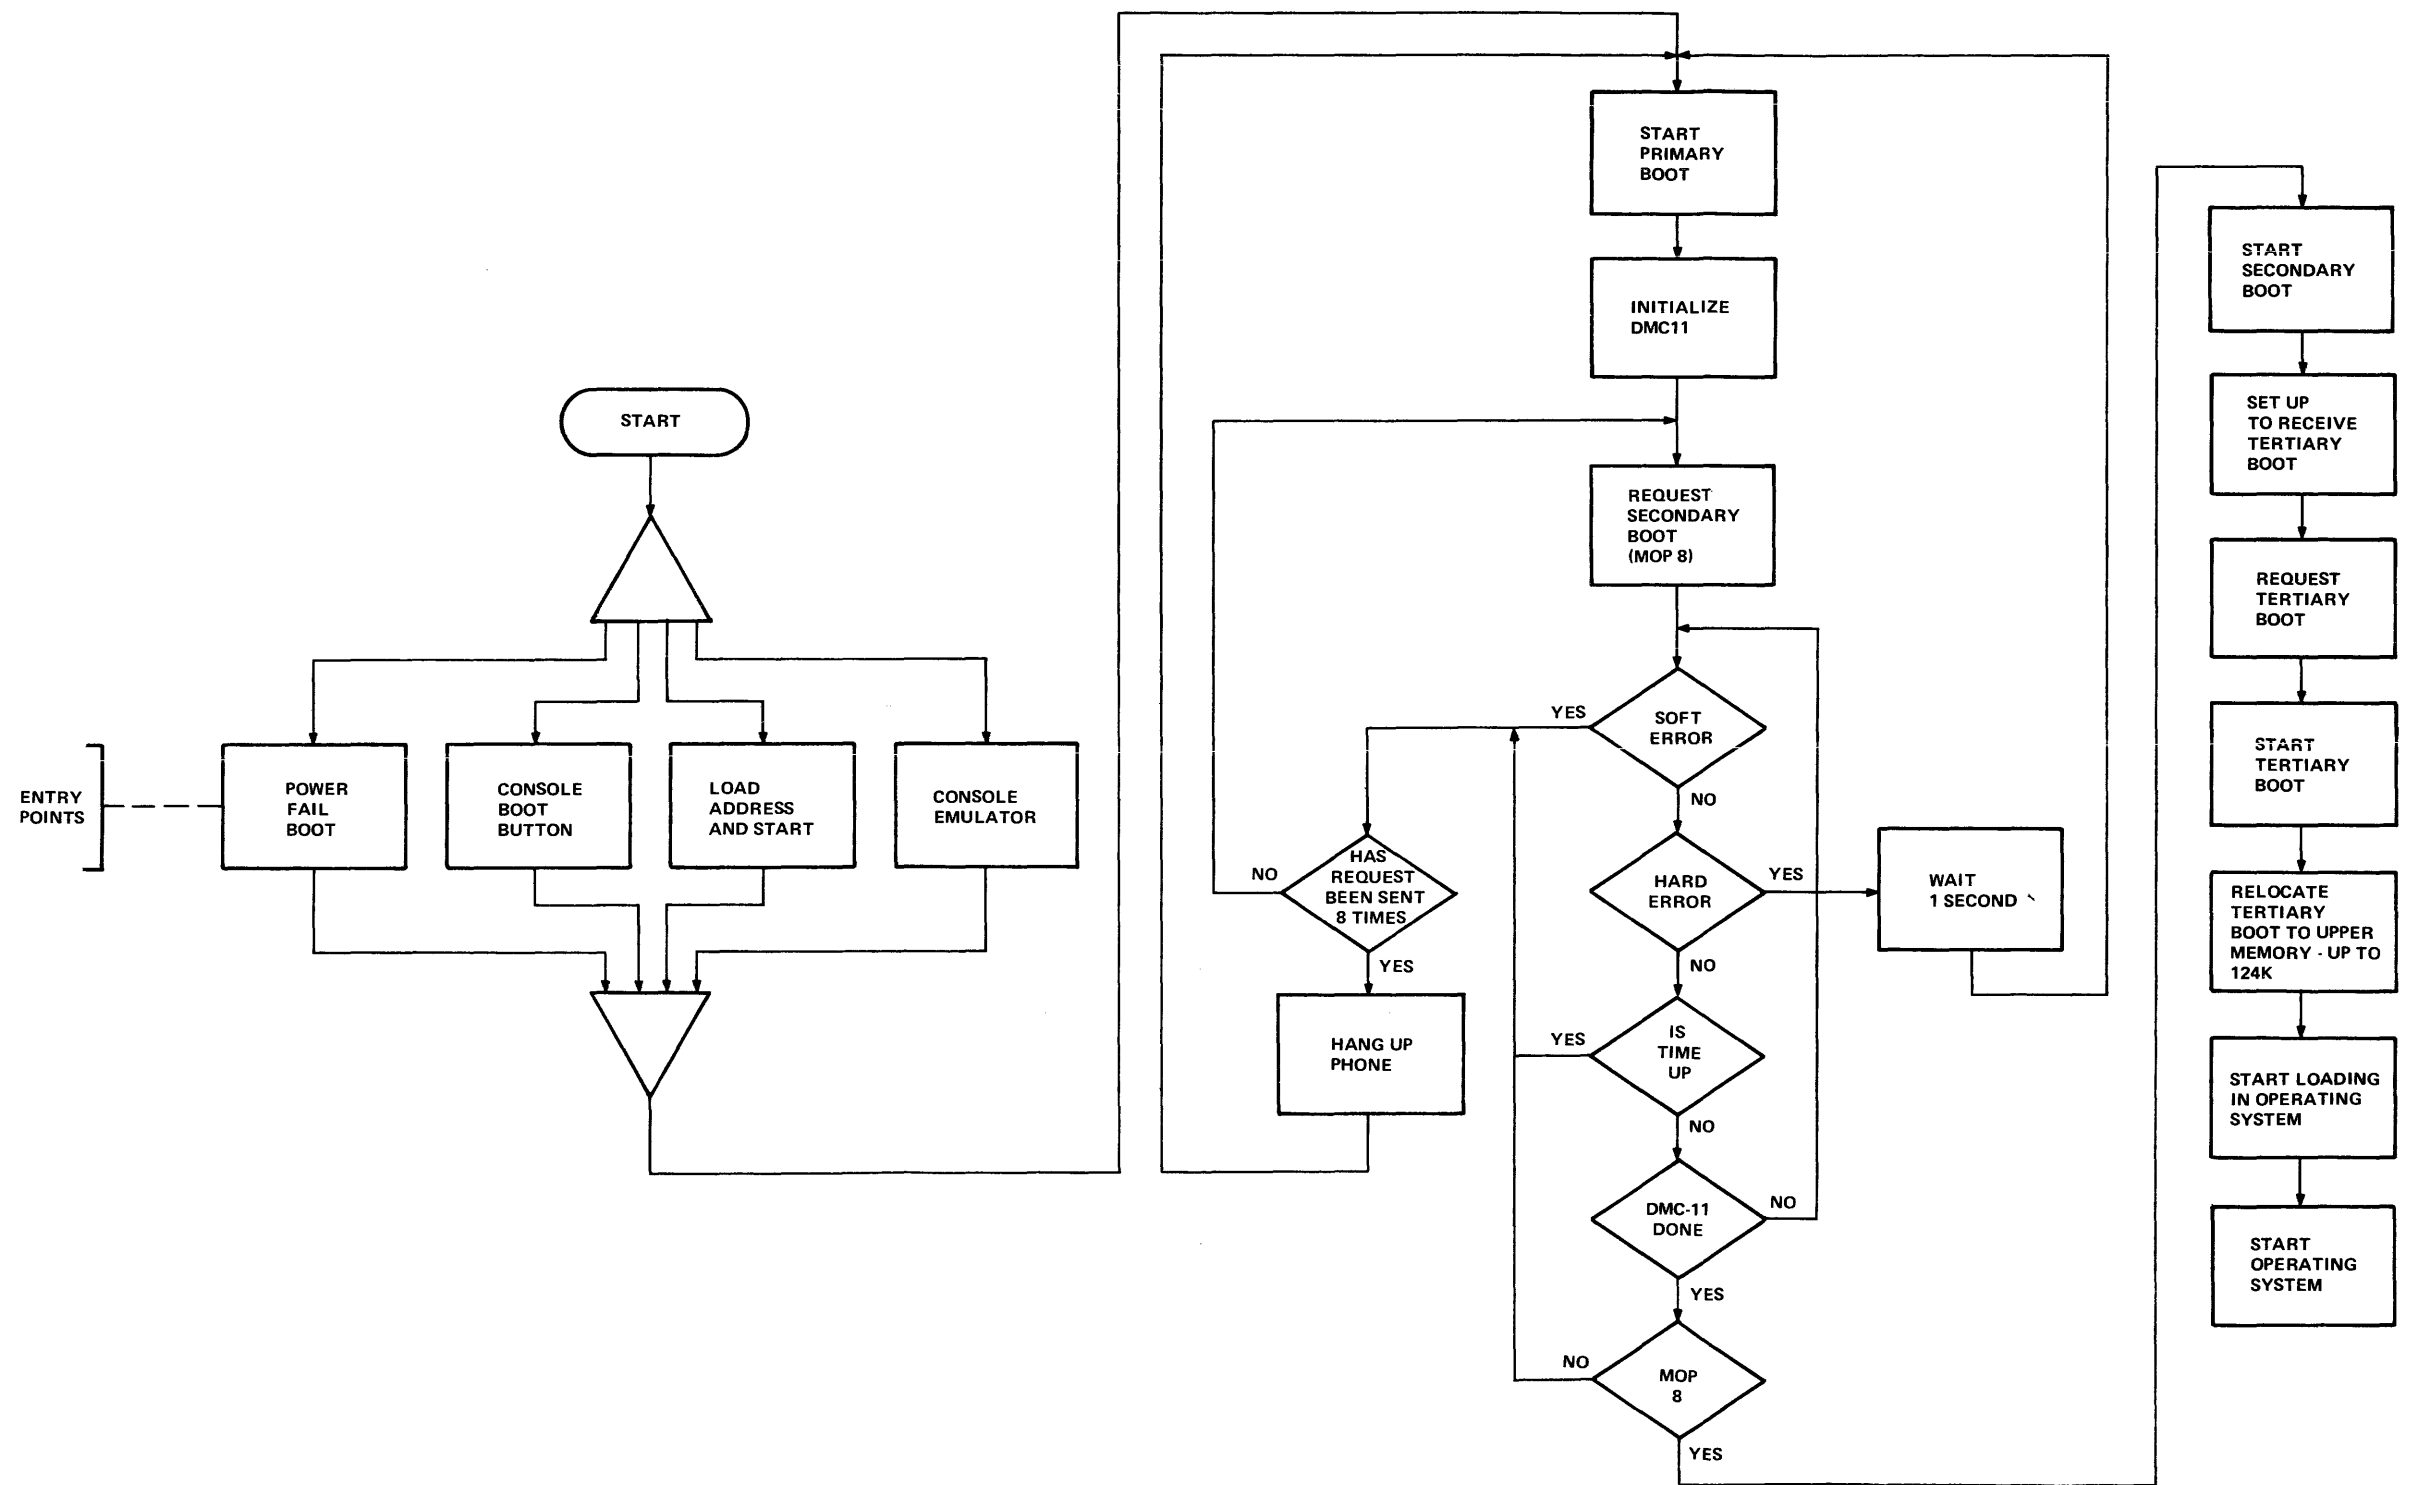 START
ENTRY
POINTS
POWER
FAIL
BOOT
CONSOLE
BOOT
BUTTON
LOAD
ADDRESS
AND START
CONSOLE
EMULATOR
START
PRIMARY
BOOT
INITIALIZE
DMC11
REQUEST
SECONDARY
BOOT
(MOP 8)
SOFT
ERROR
YES
NO
HAS
REQUEST
BEEN SENT
8 TIMES
NO
YES
HANG UP
PHONE
HARD
ERROR
YES
NO
WAIT
1 SECOND
IS
TIME
UP
YES
NO
DMC-11
DONE
NO
YES
MOP
8
NO
YES
START
SECONDARY
BOOT
SET UP
TO RECEIVE
TERTIARY
BOOT
REQUEST
TERTIARY
BOOT
START
TERTIARY
BOOT
RELOCATE
TERTIARY
BOOT TO UPPER
MEMORY - UP TO
124K
START LOADING
IN OPERATING
SYSTEM
START
OPERATING
SYSTEM